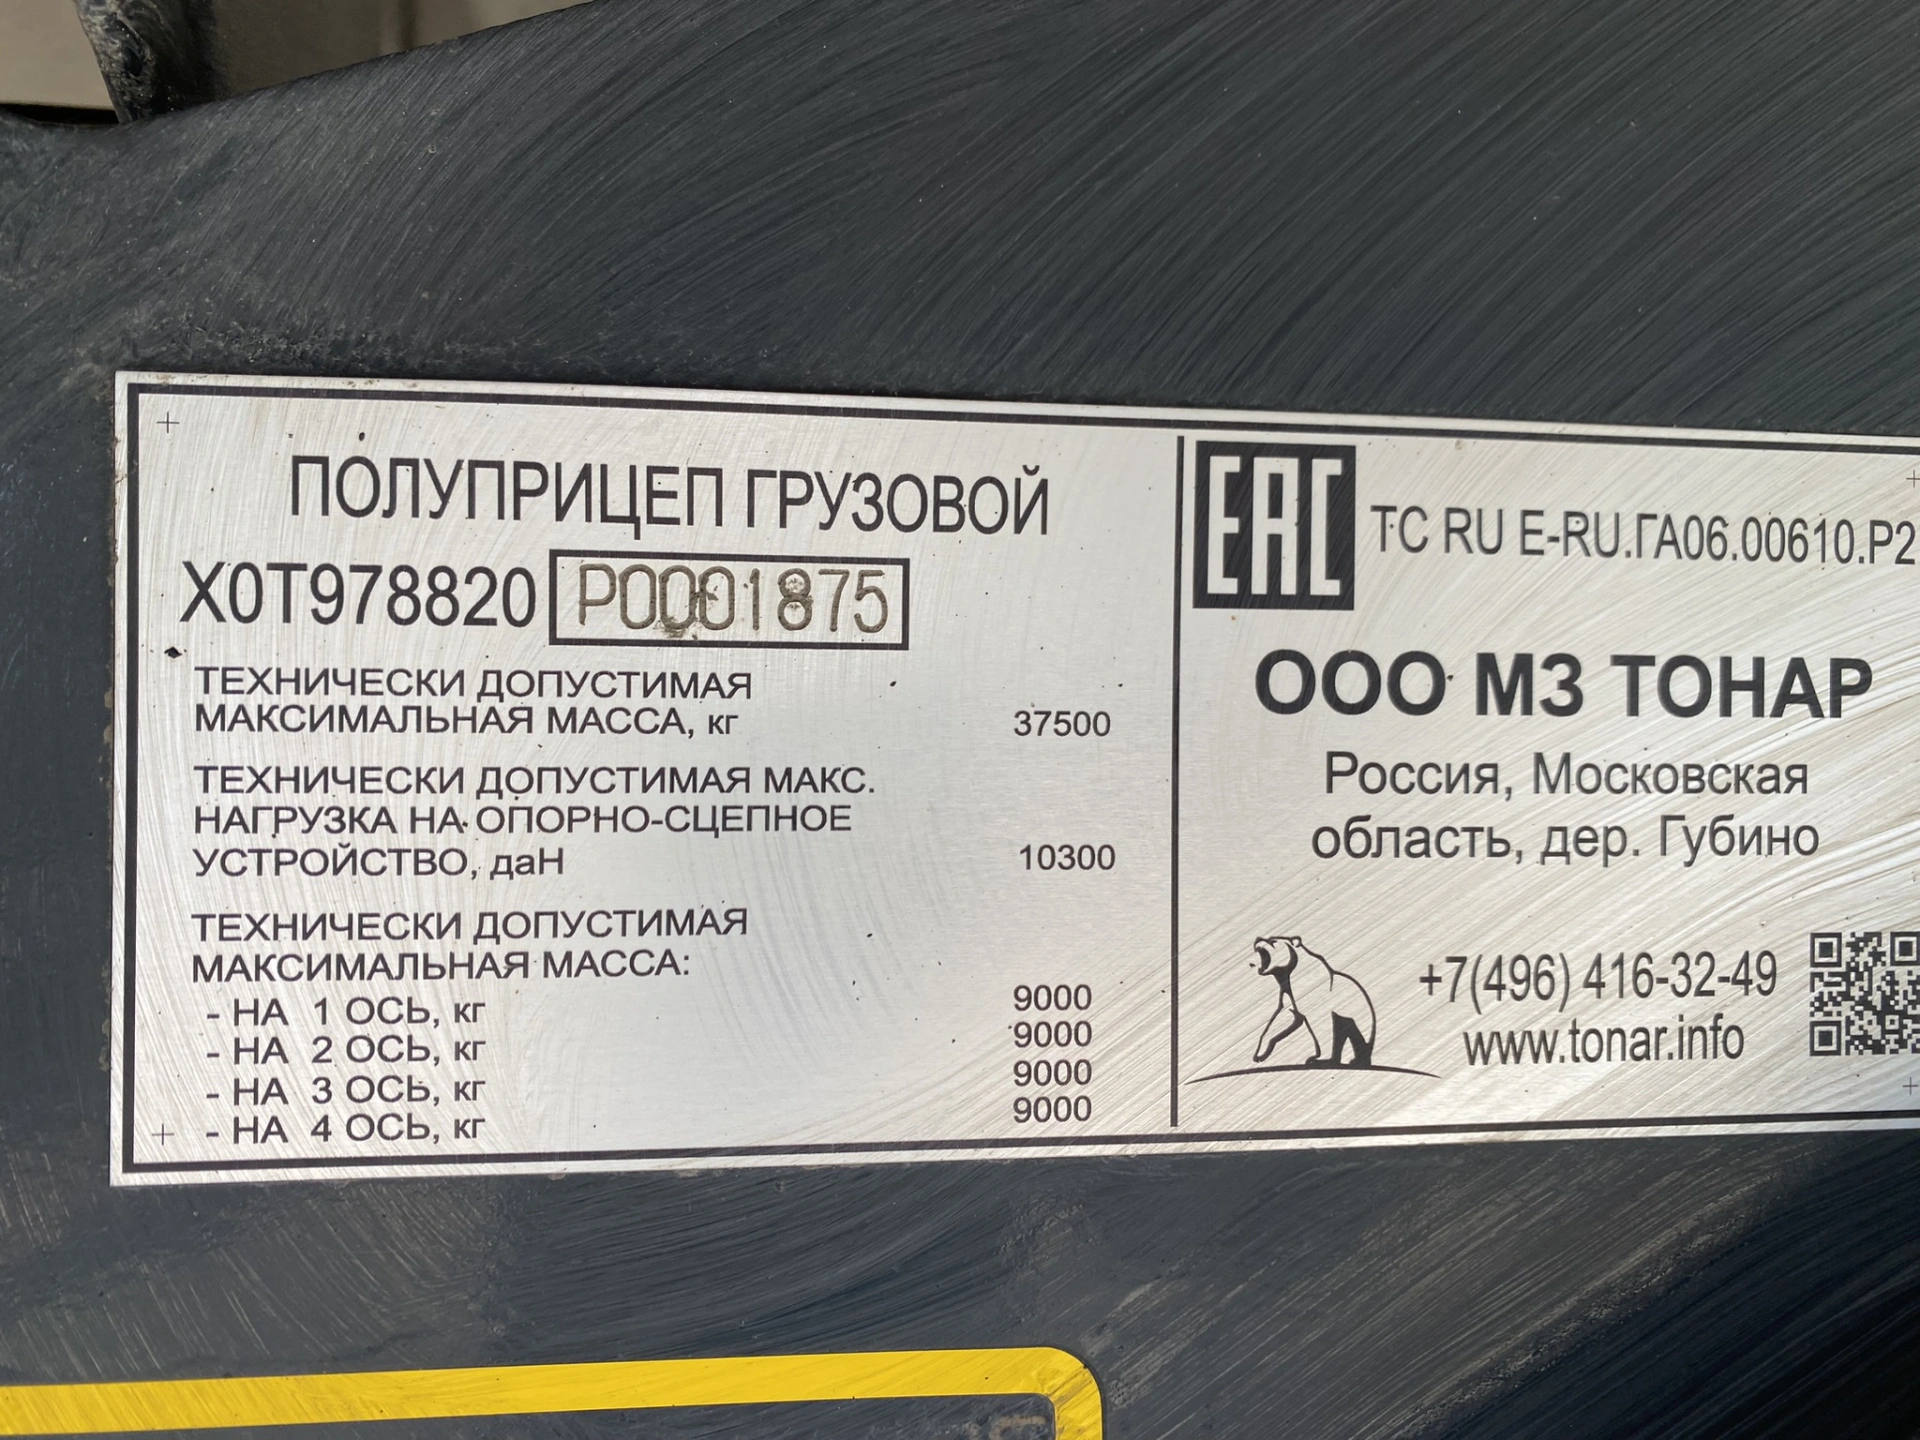 ПОЛУПРИЦЕП ГРУЗОВОЙ
X0T978820 P0001875
ТЕХНИЧЕСКИ ДОПУСТИМАЯ
МАКСИМАЛЬНАЯ МАССА, кг 37500
ТЕХНИЧЕСКИ ДОПУСТИМАЯ МАКС.
НАГРУЗКА НА ОПОРНО-СЦЕПНОЕ
УСТРОЙСТВО, даН 10300
ТЕХНИЧЕСКИ ДОПУСТИМАЯ
МАКСИМАЛЬНАЯ МАССА:
- НА 1 ОСЬ, кг 9000
- НА 2 ОСЬ, кг 9000
- НА 3 ОСЬ, кг 9000
- НА 4 ОСЬ, кг 9000
EAC TC RU E-RU.ГА06.00610.P2
ООО МЗ ТОНАР
Россия, Московская
область, дер. Губино
+7(496) 416-32-49
www.tonar.info